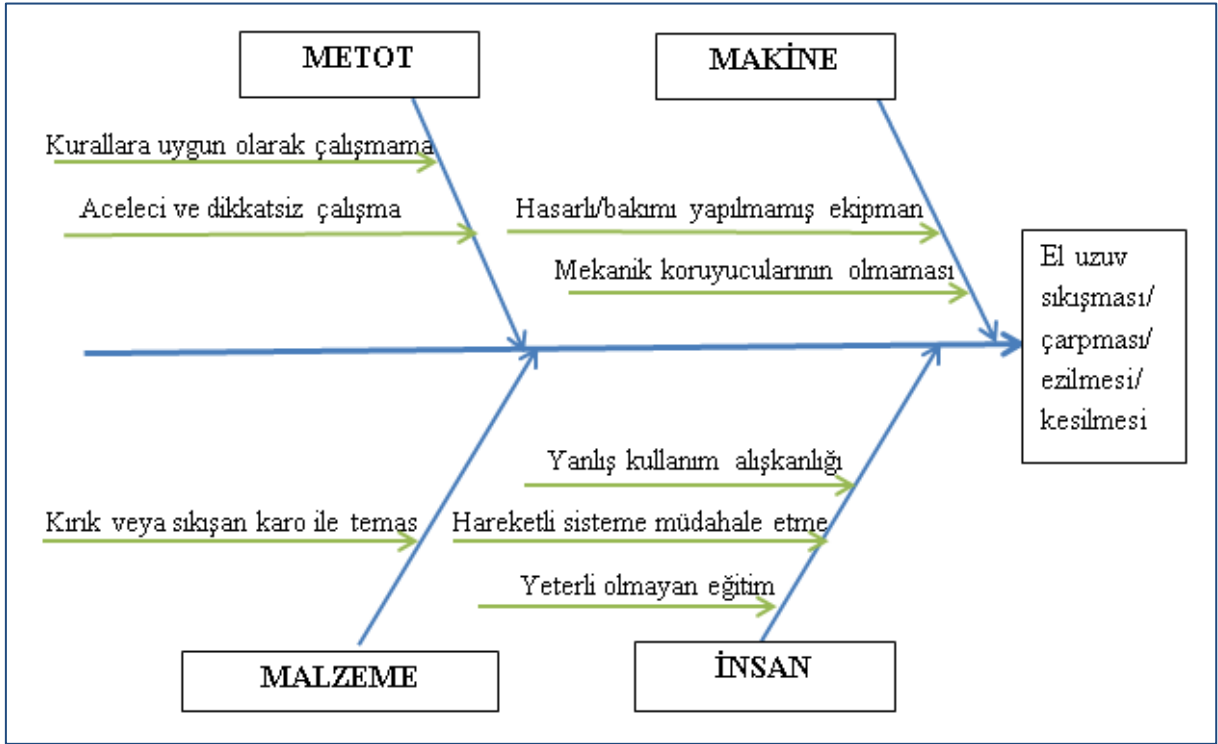 METOT
MAKİNE
Kurallara uygun olarak çalışmama
Aceleci ve dikkatsiz çalışma
Hasarlı/bakımı yapılmamış ekipman
Mekanik koruyucularının olmaması
El uzuv
sıkışması/
çarpması/
ezilmesi/
kesilmesi
Yanlış kullanım alışkanlığı
Kırık veya sıkışan karo ile temas
Hareketli sisteme müdahale etme
Yeterli olmayan eğitim
MALZEME
İNSAN